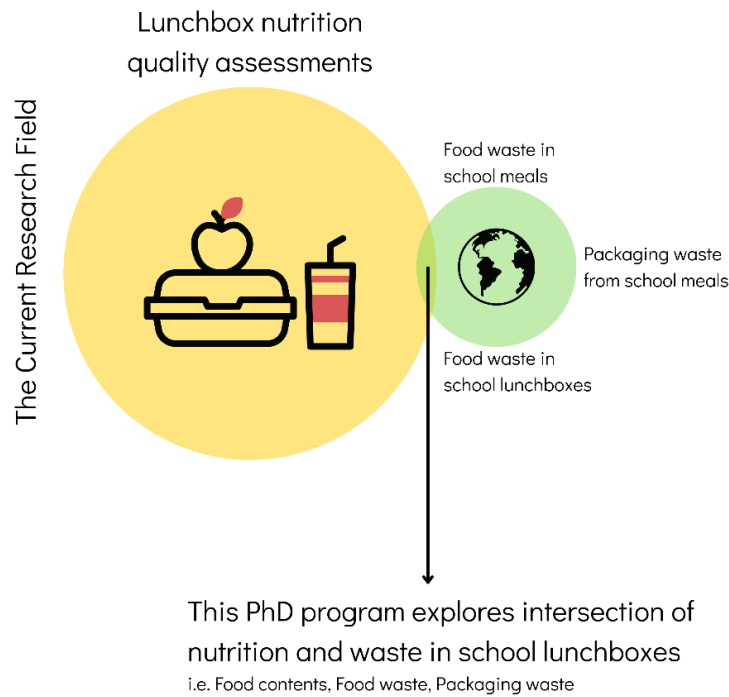 Lunchbox nutrition
quality assessments
The Current Research Field
Food waste in
school meals
Packaging waste
from school meals
Food waste in
school lunchboxes
This PhD program explores intersection of
nutrition and waste in school lunchboxes
i.e. Food contents, Food waste, Packaging waste